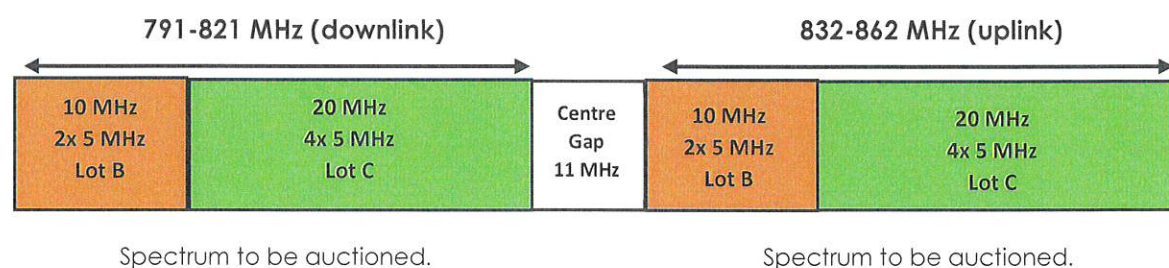 791-821 MHz (downlink)
832-862 MHz (uplink)
10 MHz
2x 5 MHz
Lot B
20 MHz
4x 5 MHz
Lot C
Centre
Gap
11 MHz
10 MHz
2x 5 MHz
Lot B
20 MHz
4x 5 MHz
Lot C
Spectrum to be auctioned.
Spectrum to be auctioned.